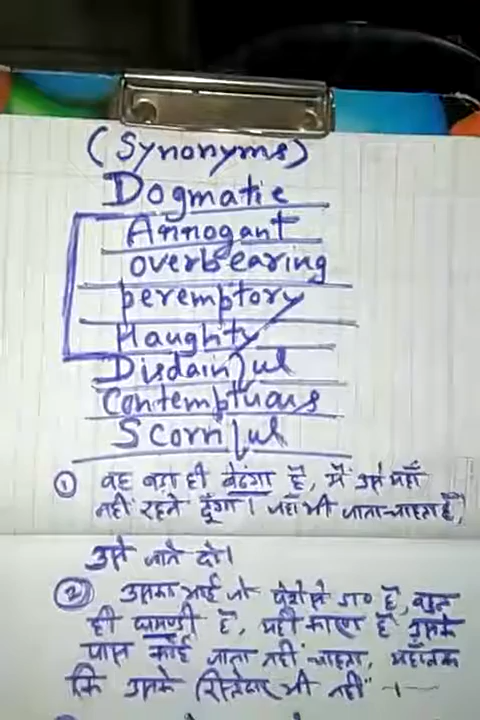 (Synonyms)
Dogmatic
Arrogant
overbearing
peremptory
Haughty
Disdainful
Contemptuous
Scornful
① वह बड़ा ही बेढंगा है, मैं उसे यहाँ
नहीं रहने दूँगा। जहाँ भी जाना चाहता है,
उसे जाने दो।
② उसका भाई जो पेशे से है, बहुत
ही घमण्डी है, यही कारण है उसके
पास कोई जाना नहीं चाहता, यहाँतक
कि उसके रिश्तेदार भी नहीं" ।